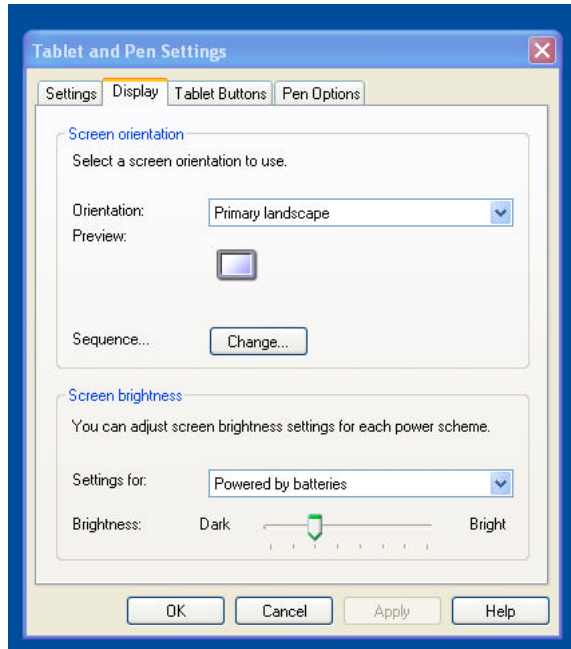 Tablet and Pen Settings
Settings Display Tablet Buttons Pen Options
Screen orientation
Select a screen orientation to use.
Orientation: Primary landscape
Preview:
Sequence... Change...
Screen brightness
You can adjust screen brightness settings for each power scheme.
Settings for: Powered by batteries
Brightness: Dark Bright
OK Cancel Apply Help